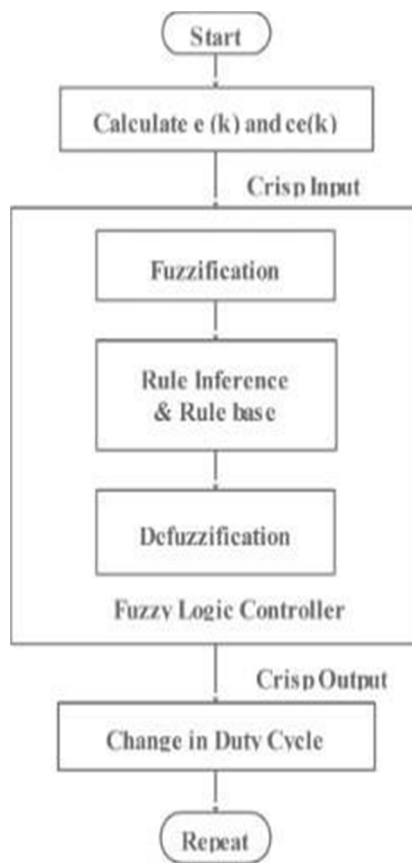 Start
Calculate e (k) and ce(k)
Crisp Input
Fuzzification
Rule Inference
& Rule base
Defuzzification
Fuzzy Logic Controller
Crisp Output
Change in Duty Cycle
Repeat